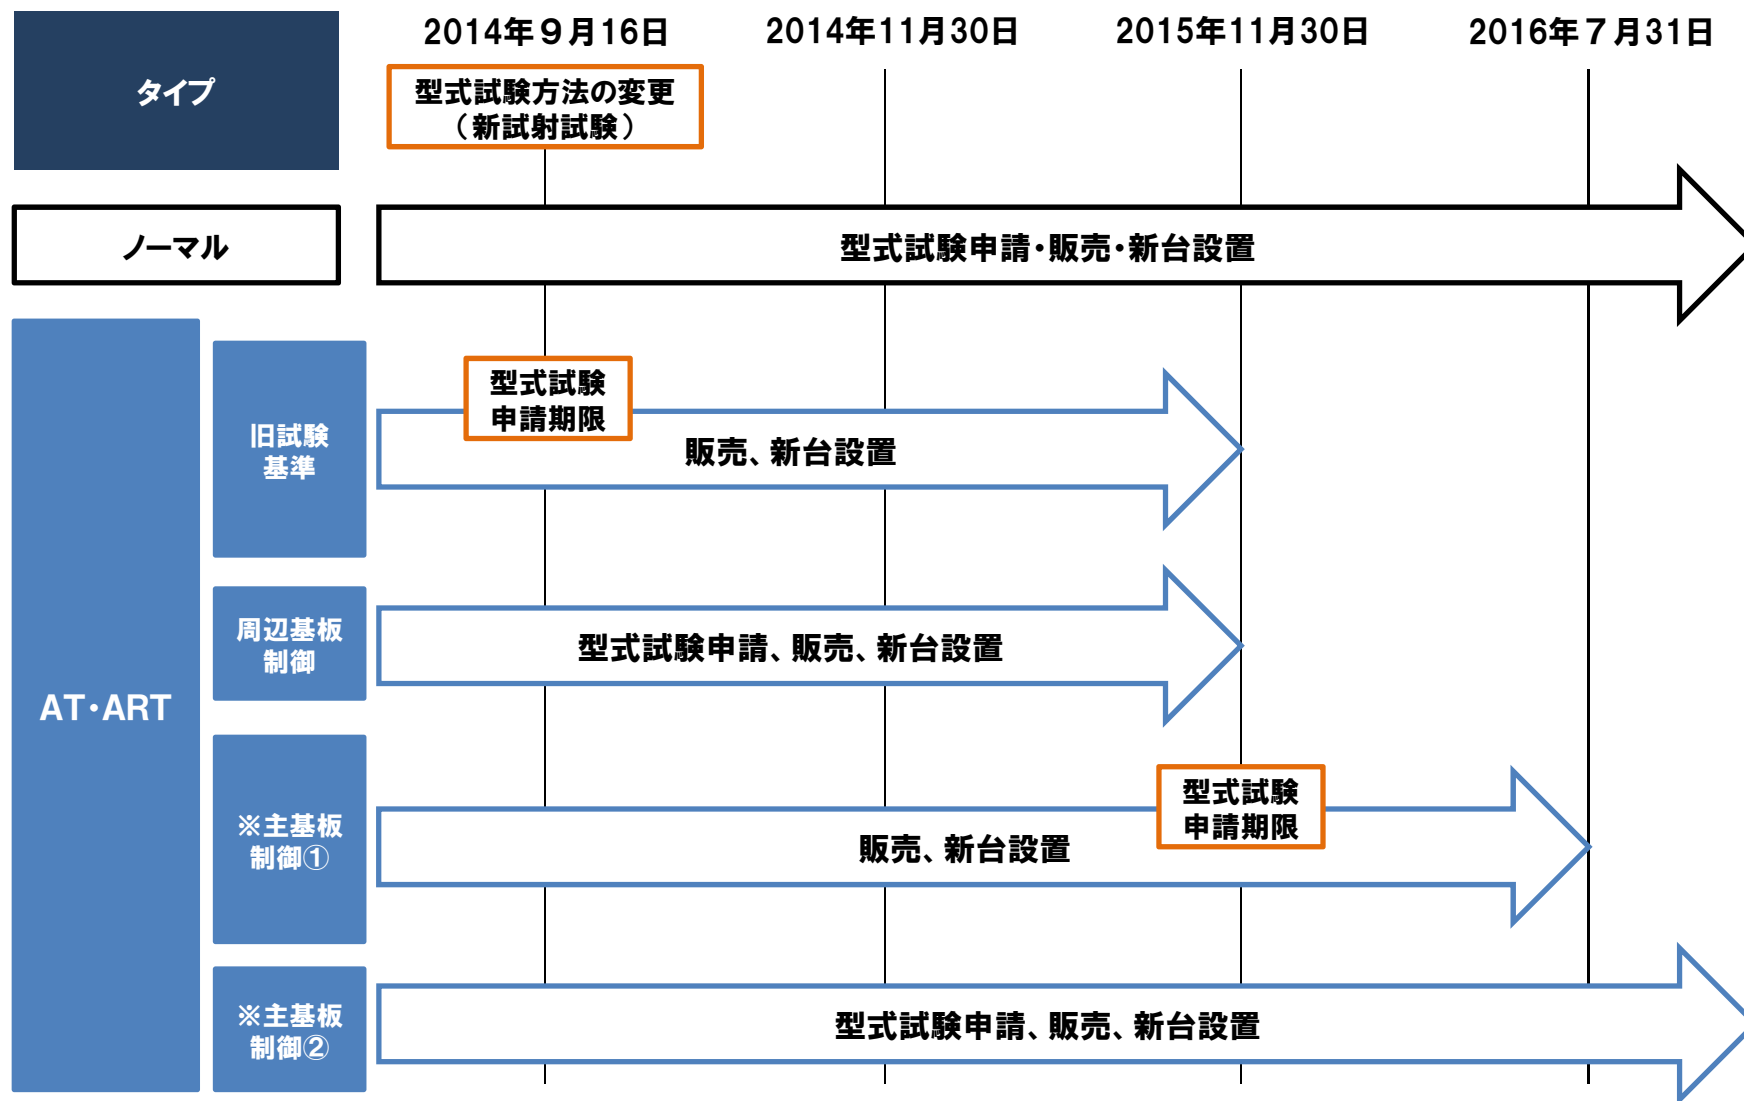 タイプ
2014年９月16日
2014年11月30日
2015年11月30日
2016年７月31日
型式試験方法の変更
（新試射試験）
ノーマル
型式試験申請・販売・新台設置
AT・ART
旧試験
基準
型式試験
申請期限
販売、新台設置
周辺基板
制御
型式試験申請、販売、新台設置
※主基板
制御①
型式試験
申請期限
販売、新台設置
※主基板
制御②
型式試験申請、販売、新台設置